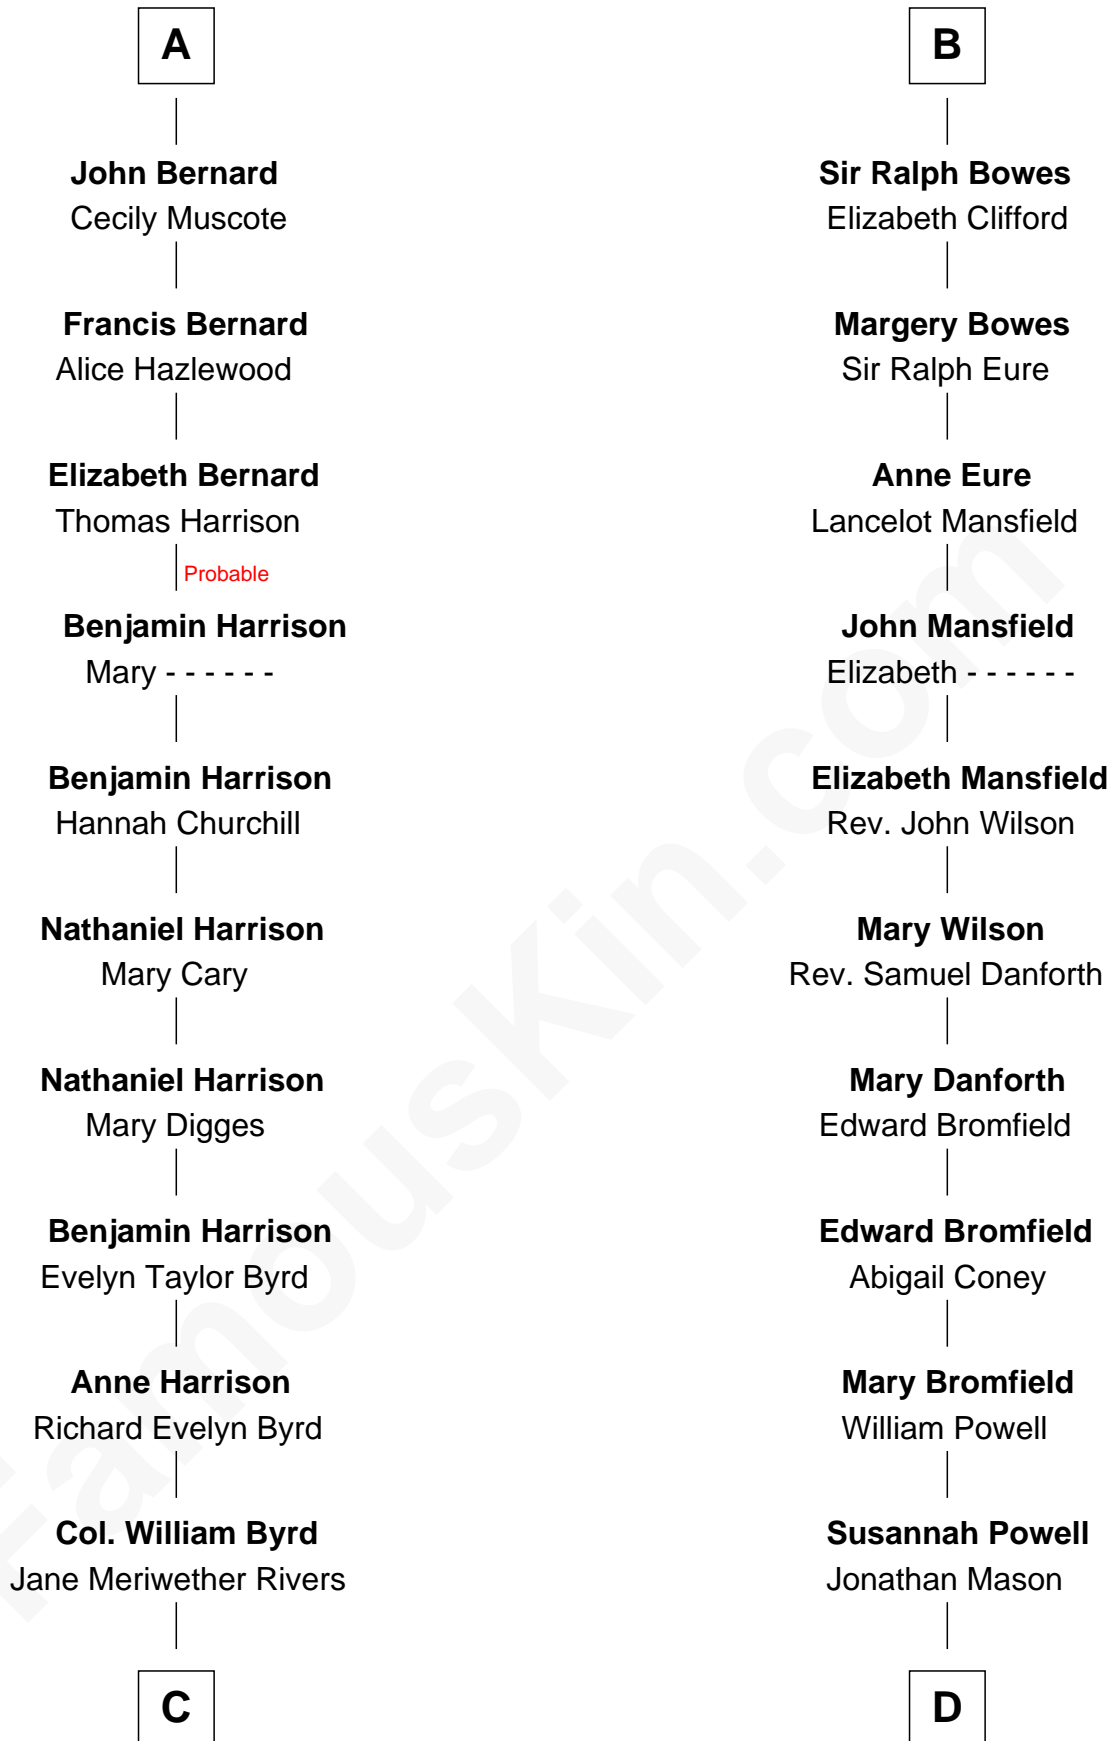 A
John Bernard
Cecily Muscote
Francis Bernard
Alice Hazlewood
Elizabeth Bernard
Thomas Harrison
Probable
Benjamin Harrison
Mary - - - - - -
Benjamin Harrison
Hannah Churchill
Nathaniel Harrison
Mary Cary
Nathaniel Harrison
Mary Digges
Benjamin Harrison
Evelyn Taylor Byrd
Anne Harrison
Richard Evelyn Byrd
Col. William Byrd
Jane Meriwether Rivers
C
B
Sir Ralph Bowes
Elizabeth Clifford
Margery Bowes
Sir Ralph Eure
Anne Eure
Lancelot Mansfield
John Mansfield
Elizabeth - - - - - -
Elizabeth Mansfield
Rev. John Wilson
Mary Wilson
Rev. Samuel Danforth
Mary Danforth
Edward Bromfield
Edward Bromfield
Abigail Coney
Mary Bromfield
William Powell
Susannah Powell
Jonathan Mason
D
FamousKin.com